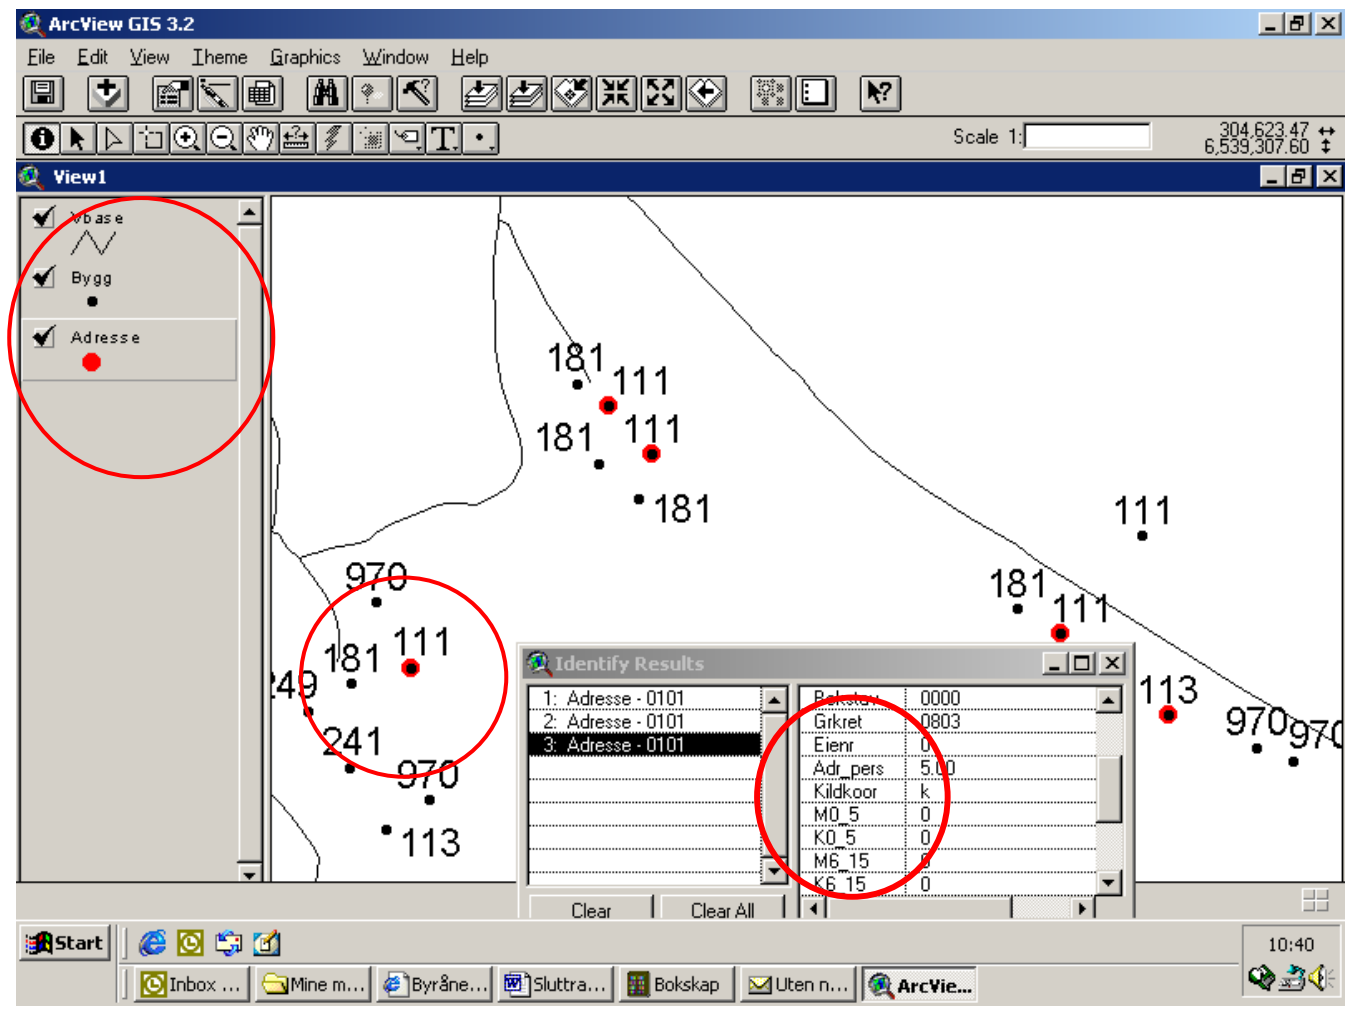 ArcView GIS 3.2
File Edit View Theme Graphics Window Help
Scale 1:
304,623.47
6,539,307.60
View1
Vbase
Bygg
Adresse
181
111
181
111
181
111
970
181
111
181
111
249
113
970
970
241
970
113
Identify Results
1: Adresse - 0101
2: Adresse - 0101
3: Adresse - 0101
Bokstav 0000
Grkret 0803
Eienr 0
Adr_pers 5.00
Kildkoor k
M0_5 0
K0_5 0
M6_15 0
K6_15 0
Clear Clear All
Start
10:40
Inbox ... Mine m... Byråne... Sluttra... Bokskap Uten n... ArcVie...